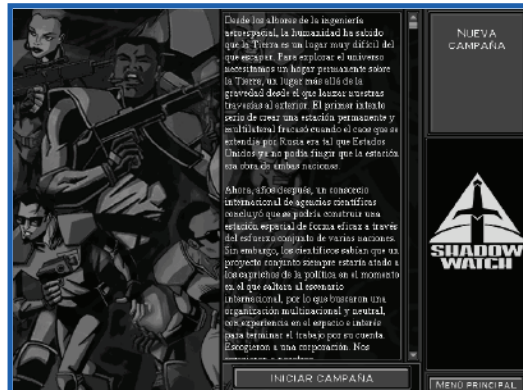 Desde los albores de la ingeniería
aeroespacial, la humanidad ha sabido
que la Tierra es un lugar muy difícil del
que escapar. Para explorar el universo
necesitamos un hogar permanente sobre
la Tierra, un lugar más allá de la
gravedad desde el que lanzar nuestras
travesías al exterior. El primer intento
serio de crear una estación permanente y
multilateral fracasó cuando el caos que se
extendía por Rusia era tal que Estados
Unidos ya no podía fingir que la estación
era obra de ambas naciones.
Ahora, años después, un consorcio
internacional de agencias científicas
concluyó que se podría construir una
estación espacial de forma eficaz a través
del esfuerzo conjunto de varias naciones.
Sin embargo, los científicos sabían que un
proyecto conjunto siempre estaría atado a
los caprichos de la política en el momento
en el que saltara al escenario
internacional, por lo que buscaron una
organización multinacional y neutral,
con experiencia en el espacio e interés
para terminar el trabajo por su cuenta.
Escogieron a una corporación. Nos
INICIAR CAMPAÑA
NUEVA
CAMPAÑA
SHADOW
WATCH
MENÚ PRINCIPAL